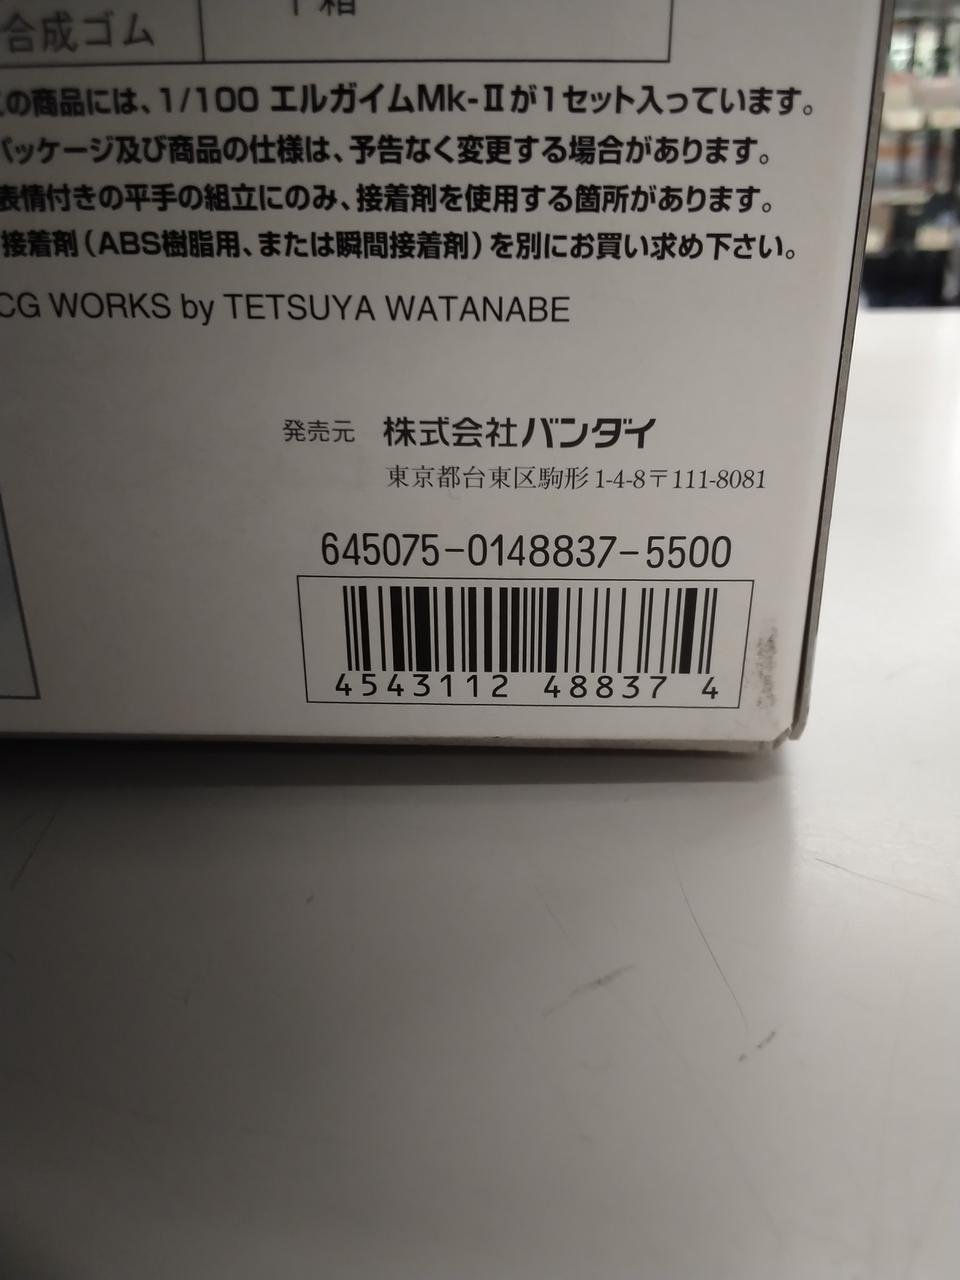 合成ゴム
1箱
の商品には、1/100 エルガイムMk-Ⅱが1セット入っています。
パッケージ及び商品の仕様は、予告なく変更する場合があります。
表情付きの平手の組立にのみ、接着剤を使用する箇所があります。
接着剤(ABS樹脂用、または瞬間接着剤)を別にお買い求め下さい。
CG WORKS by TETSUYA WATANABE
発売元 株式会社バンダイ
東京都台東区駒形1-4-8〒111-8081
645075-0148837-5500
4543112 48837 4